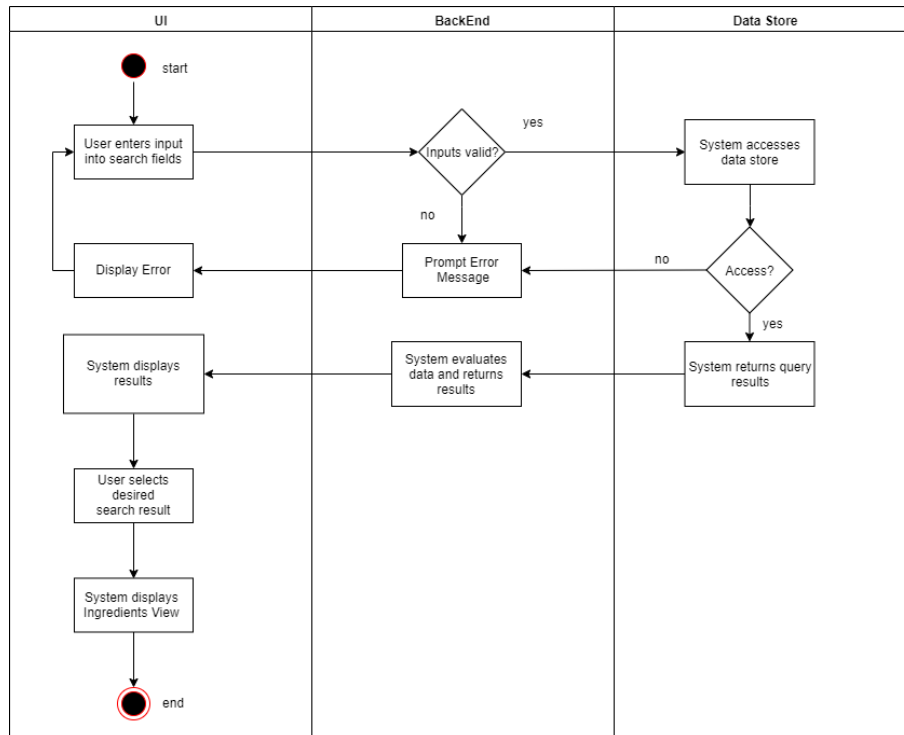 UI
BackEnd
Data Store
start
User enters input
into search fields
Inputs valid?
yes
System accesses
data store
no
Display Error
Prompt Error
Message
no
Access?
yes
System displays
results
System evaluates
data and returns
results
System returns query
results
User selects
desired
search result
System displays
Ingredients View
end